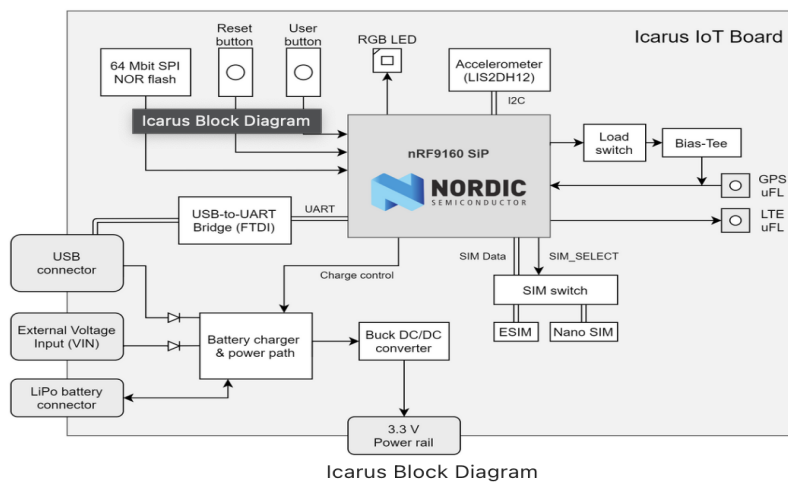 Icarus IoT Board
Reset
button
User
button
RGB LED
64 Mbit SPI
NOR flash
Accelerometer
(LIS2DH12)
I2C
Icarus Block Diagram
nRF9160 SiP
NORDIC
SEMICONDUCTOR
Load
switch
Bias-Tee
GPS
uFL
LTE
uFL
USB-to-UART
Bridge (FTDI)
UART
USB
connector
Charge control
SIM Data
SIM_SELECT
SIM switch
ESIM
Nano SIM
External Voltage
Input (VIN)
Battery charger
& power path
Buck DC/DC
converter
LiPo battery
connector
3.3 V
Power rail
Icarus Block Diagram